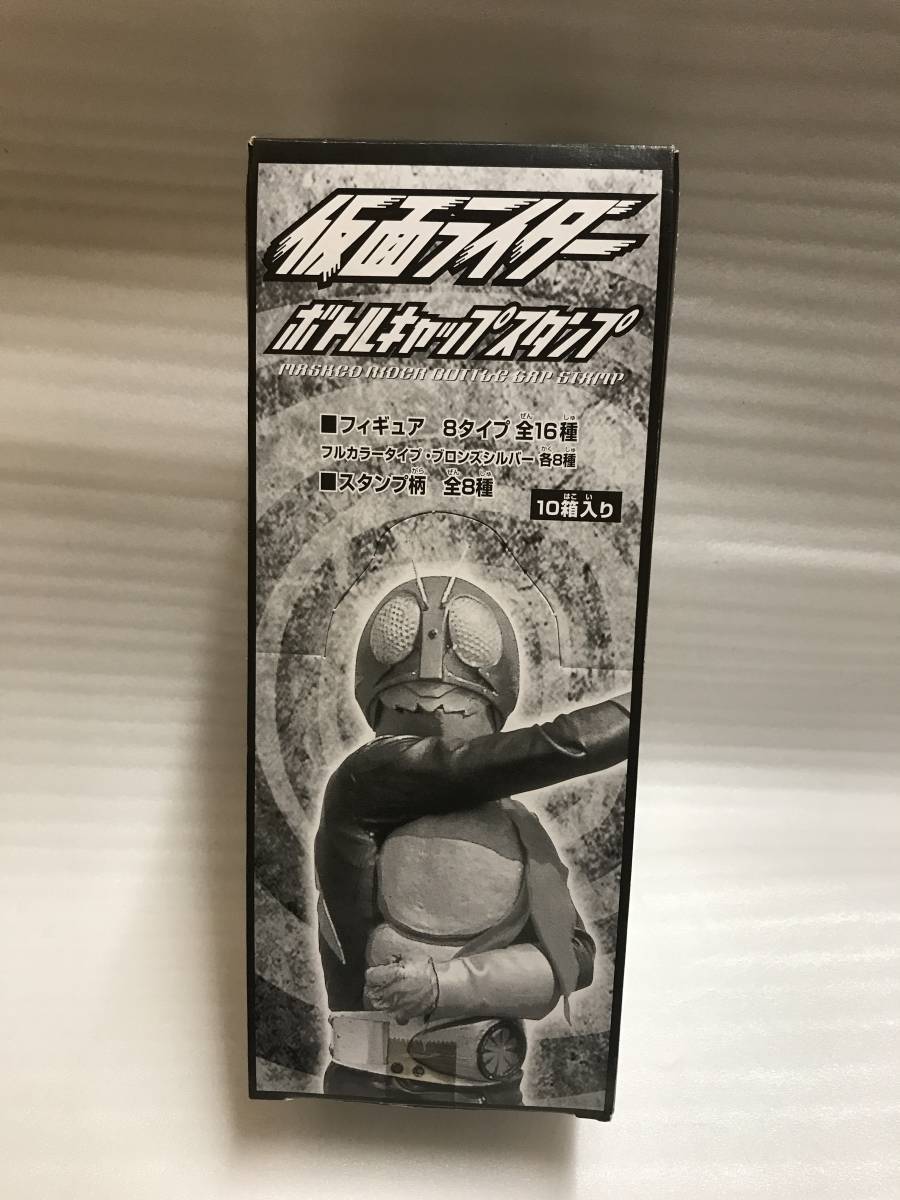 仮面ライダー
ボトルキャップスタンプ
MASKED RIDER BOTTLE CAP STAMP
■フィギュア 8タイプ 全16種
フルカラータイプ・ブロンズシルバー 各8種
■スタンプ柄 全8種
10箱入り